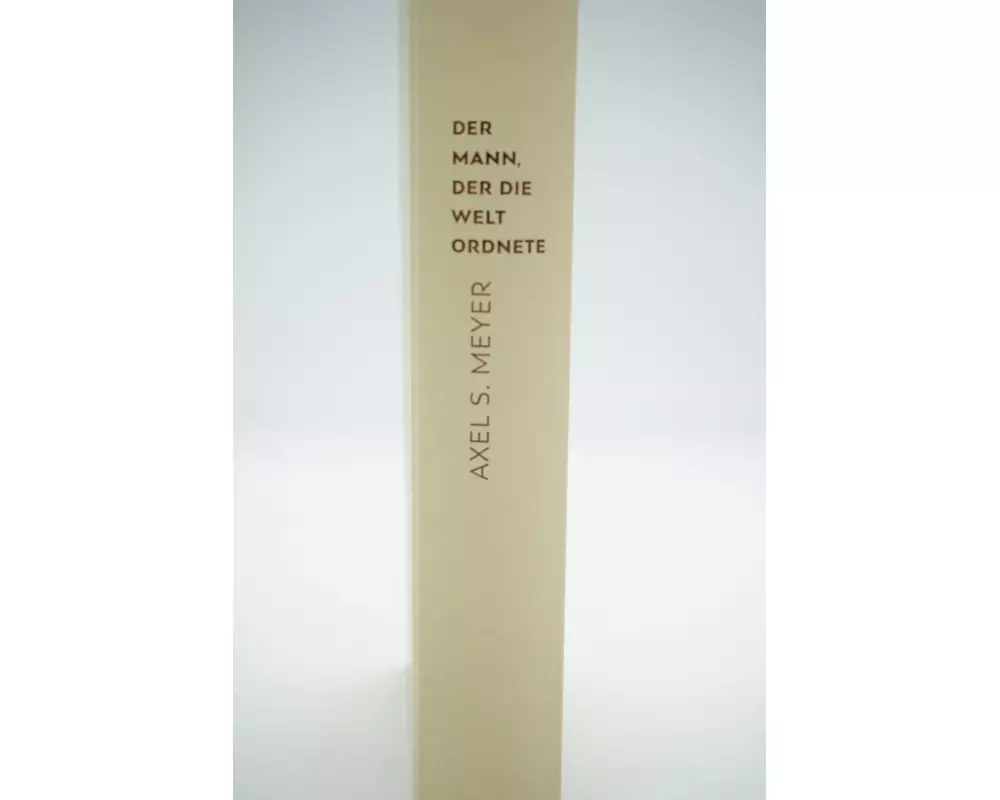 DER
MANN,
DER DIE
WELT
ORDNETE
AXEL S. MEYER